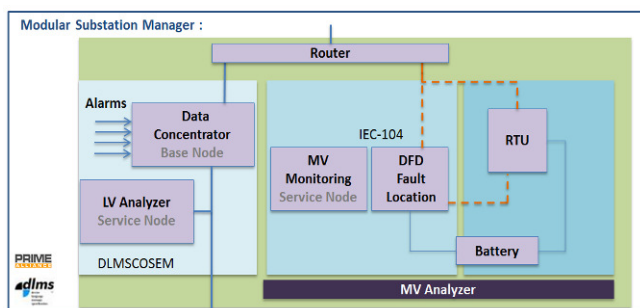 Modular Substation Manager :
Router
Alarms
Data
Concentrator
Base Node
IEC-104
RTU
MV
Monitoring
Service Node
DFD
Fault
Location
LV Analyzer
Service Node
Battery
DLMSCOSEM
PRIME
ALLIANCE
dlms
MV Analyzer